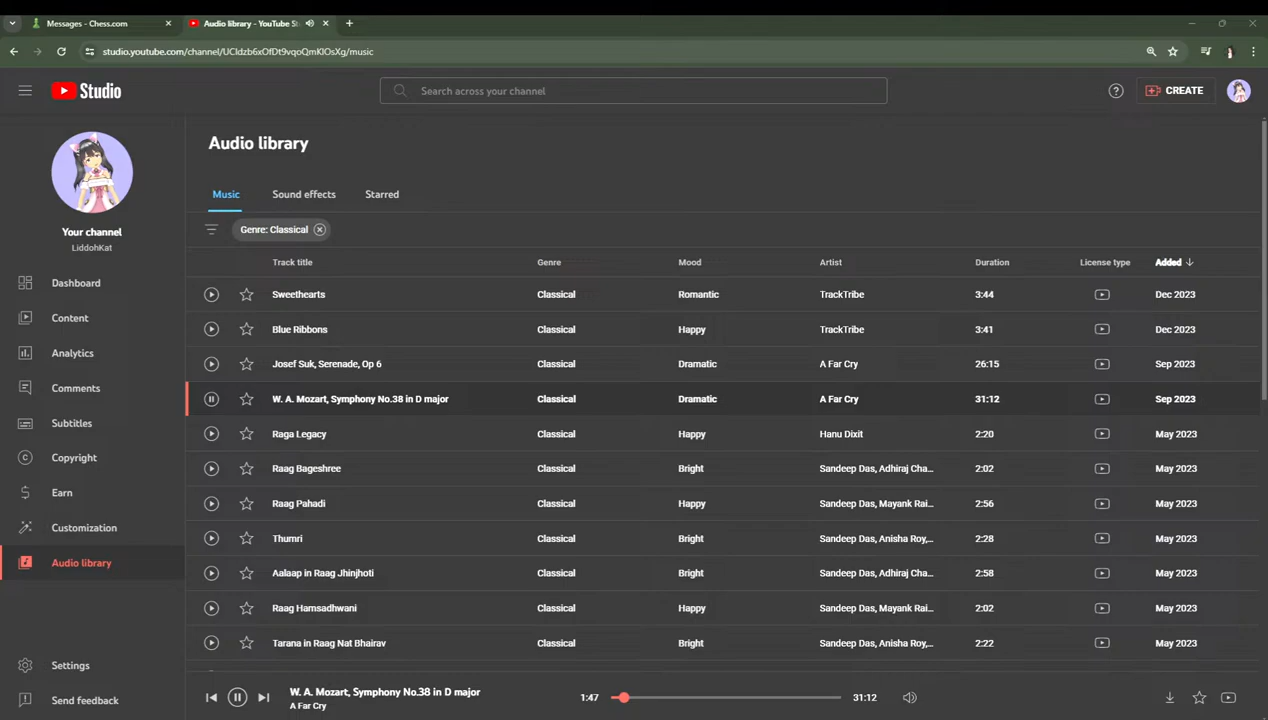 Messages - Chess.com
Audio library - YouTube St
studio.youtube.com/channel/UCIdzb6xOfDt9vqoQmKlOsXg/music
Studio
Search across your channel
CREATE
Your channel
LiddohKat
Dashboard
Content
Analytics
Comments
Subtitles
Copyright
Earn
Customization
Audio library
Settings
Send feedback
Audio library
Music Sound effects Starred
Genre: Classical
Track title Genre Mood Artist Duration License type Added
Sweethearts Classical Romantic TrackTribe 3:44 Dec 2023
Blue Ribbons Classical Happy TrackTribe 3:41 Dec 2023
Josef Suk, Serenade, Op 6 Classical Dramatic A Far Cry 26:15 Sep 2023
W. A. Mozart, Symphony No.38 in D major Classical Dramatic A Far Cry 31:12 Sep 2023
Raga Legacy Classical Happy Hanu Dixit 2:20 May 2023
Raag Bageshree Classical Bright Sandeep Das, Adhiraj Cha... 2:02 May 2023
Raag Pahadi Classical Happy Sandeep Das, Mayank Rai... 2:56 May 2023
Thumri Classical Bright Sandeep Das, Anisha Roy,... 2:28 May 2023
Aalaap in Raag Jhinjhoti Classical Bright Sandeep Das, Adhiraj Cha... 2:58 May 2023
Raag Hamsadhwani Classical Happy Sandeep Das, Mayank Rai... 2:02 May 2023
Tarana in Raag Nat Bhairav Classical Bright Sandeep Das, Anisha Roy,... 2:22 May 2023
W. A. Mozart, Symphony No.38 in D major
A Far Cry
1:47 31:12